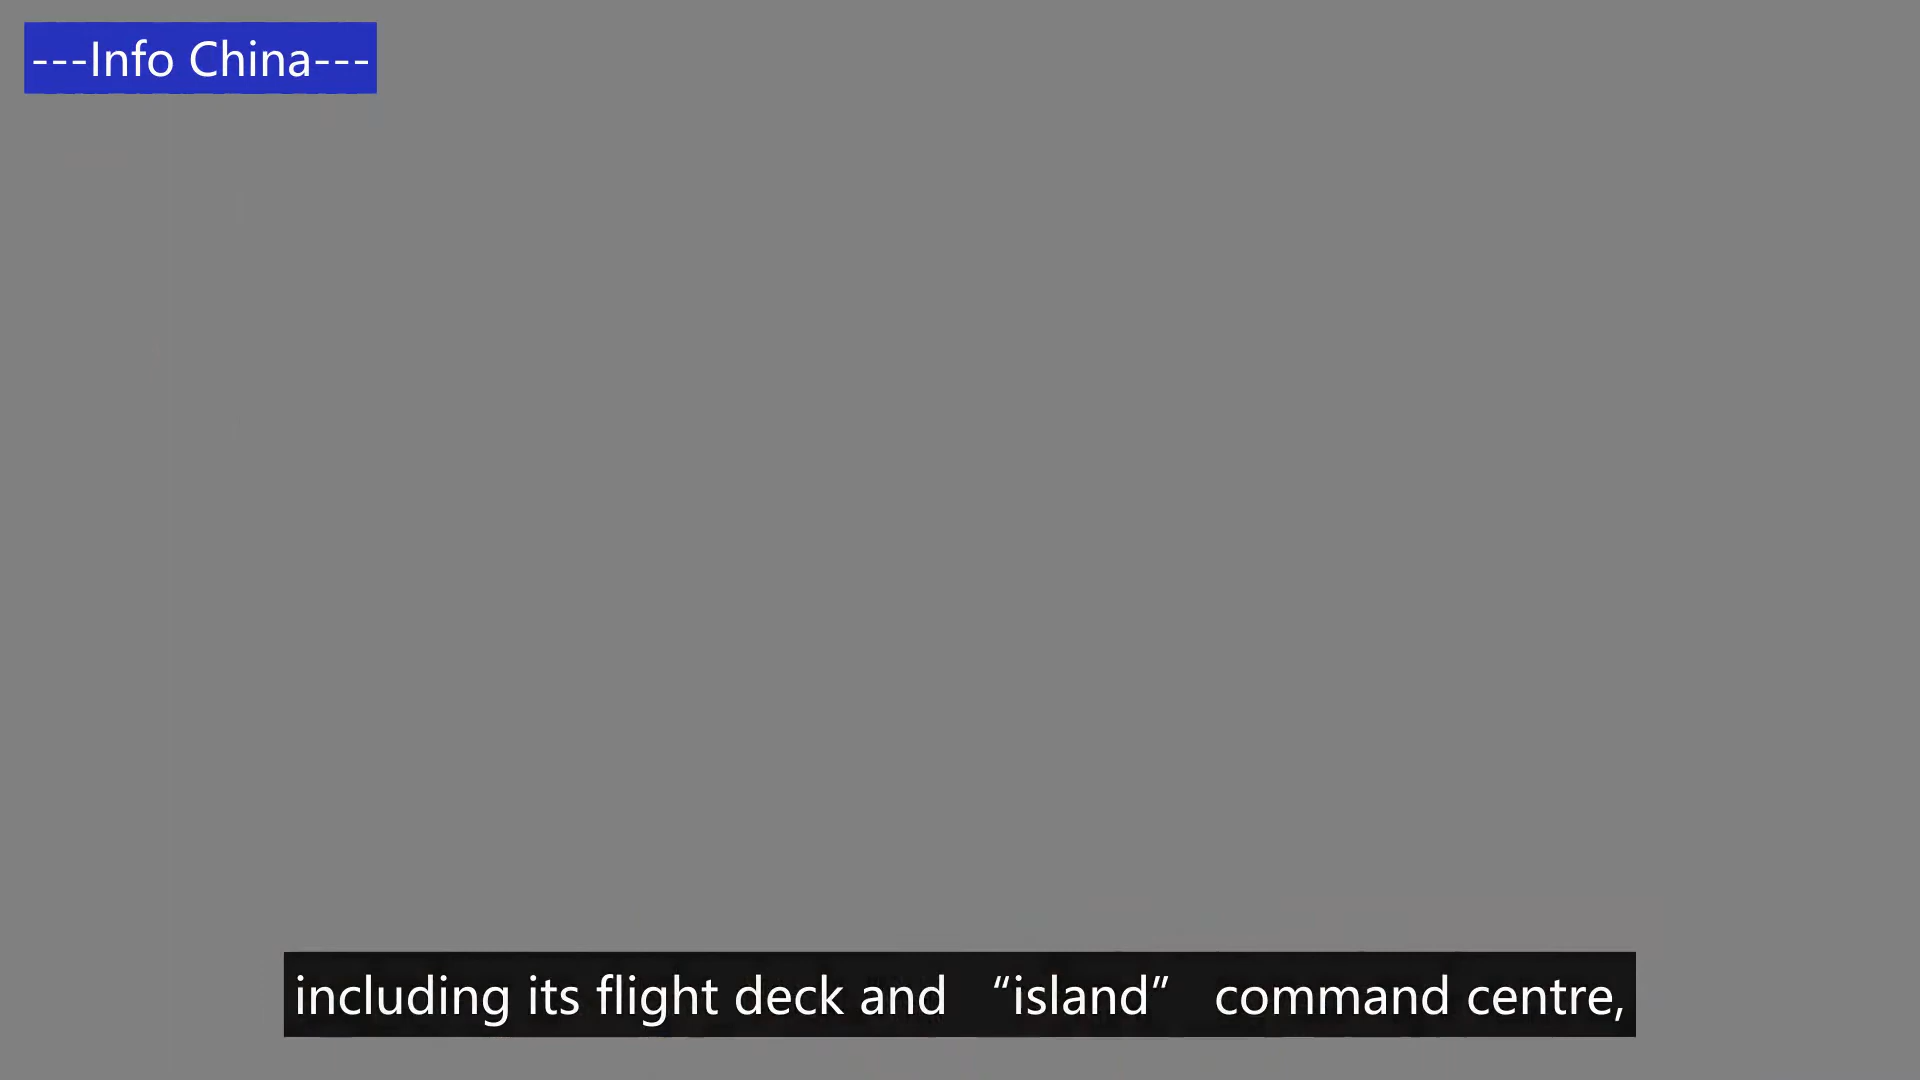 ---Info China---
including its flight deck and “island” command centre,